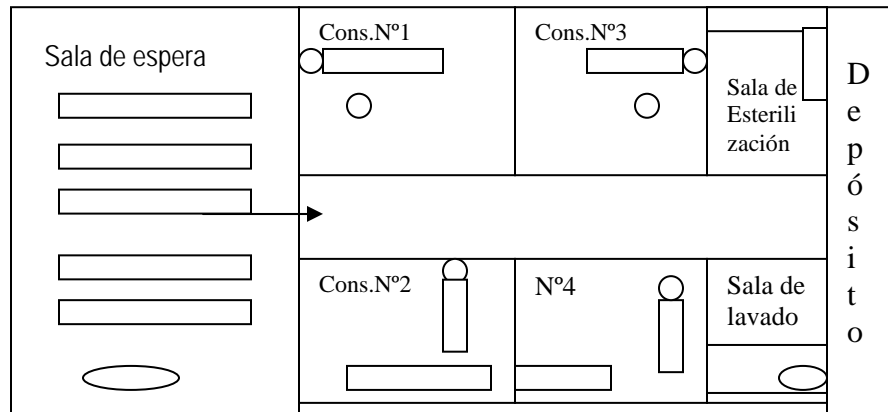 Sala de espera
Cons.Nº1
Cons.Nº3
Sala de
Esterili
zación
D
e
p
ó
s
i
t
o
Cons.Nº2
Nº4
Sala de
lavado